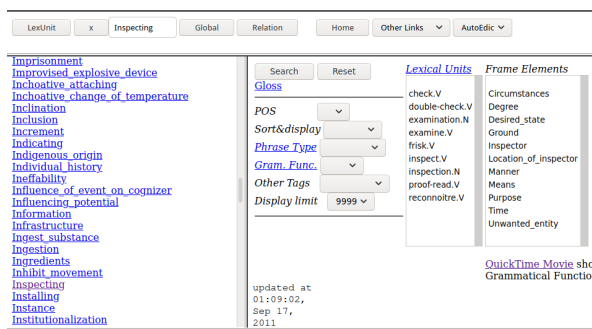 LexUnit x Inspecting Global Relation Home Other Links AutoEdic
Imprisonment
Improvised_explosive_device
Inchoative_attaching
Inchoative_change_of_temperature
Inclination
Inclusion
Increment
Indicating
Indigenous_origin
Individual_history
Ineffability
Influence_of_event_on_cognizer
Influencing_potential
Information
Infrastructure
Ingest_substance
Ingestion
Ingredients
Inhibit_movement
Inspecting
Installing
Instance
Institutionalization
Search Reset
Gloss
POS
Sort&display
Phrase Type
Gram. Func.
Other Tags
Display limit 9999
updated at
01:09:02,
Sep 17,
2011
Lexical Units
check.V
double-check.V
examination.N
examine.V
frisk.V
inspect.V
inspection.N
proof-read.V
reconnoitre.V
Frame Elements
Circumstances
Degree
Desired_state
Ground
Inspector
Location_of_inspector
Manner
Means
Purpose
Time
Unwanted_entity
QuickTime Movie sho
Grammatical Functio